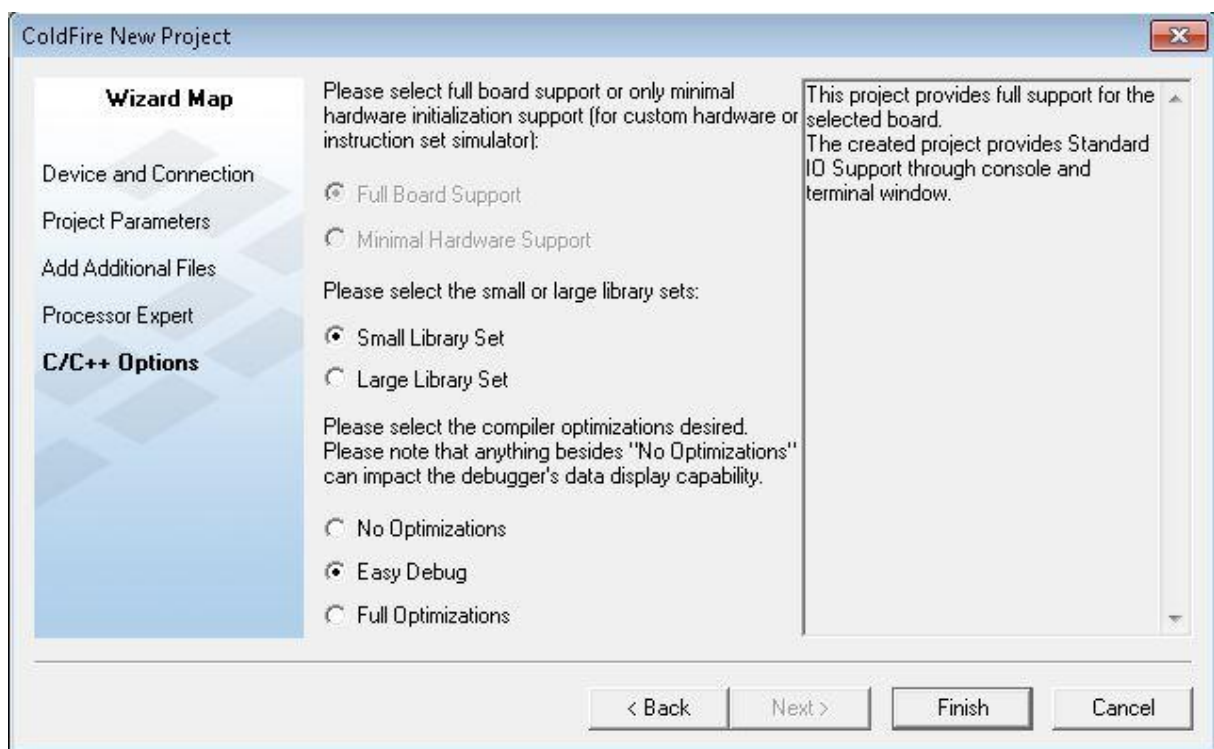 ColdFire New Project
Wizard Map
Device and Connection
Project Parameters
Add Additional Files
Processor Expert
C/C++ Options
Please select full board support or only minimal
hardware initialization support (for custom hardware or
instruction set simulator):
Full Board Support
Minimal Hardware Support
Please select the small or large library sets:
Small Library Set
Large Library Set
Please select the compiler optimizations desired.
Please note that anything besides "No Optimizations"
can impact the debugger's data display capability.
No Optimizations
Easy Debug
Full Optimizations
This project provides full support for the
selected board.
The created project provides Standard
IO Support through console and
terminal window.
< Back
Next >
Finish
Cancel